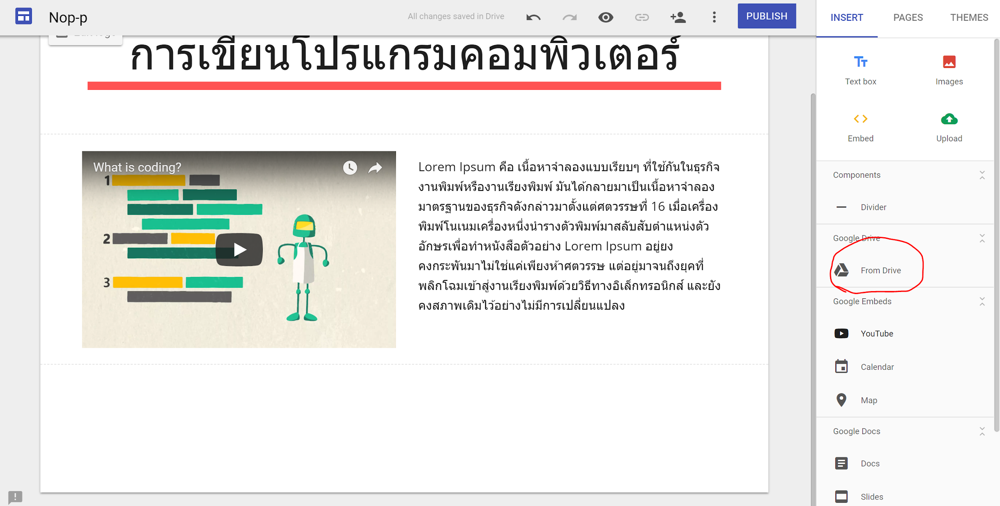 Nop-p
All changes saved in Drive
PUBLISH
INSERT
PAGES
THEMES
Edit logo
การเขียนโปรแกรมคอมพิวเตอร์
Text box
Images
Embed
Upload
What is coding?
1
2
3
Lorem Ipsum คือ เนื้อหาจำลองแบบเรียบๆ ที่ใช้กันในธุรกิจ
งานพิมพ์หรืองานเรียงพิมพ์ มันได้กลายมาเป็นเนื้อหาจำลอง
มาตรฐานของธุรกิจดังกล่าวมาตั้งแต่ศตวรรษที่ 16 เมื่อเครื่อง
พิมพ์โนเนมเครื่องหนึ่งนำรางตัวพิมพ์มาสลับสับตำแหน่งตัว
อักษรเพื่อทำหนังสือตัวอย่าง Lorem Ipsum อยู่ยง
คงกระพันมาไม่ใช่แค่เพียงห้าศตวรรษ แต่อยู่มาจนถึงยุคที่
พลิกโฉมเข้าสู่งานเรียงพิมพ์ด้วยวิธีทางอิเล็กทรอนิกส์ และยัง
คงสภาพเดิมไว้อย่างไม่มีการเปลี่ยนแปลง
Components
Divider
Google Drive
From Drive
Google Embeds
YouTube
Calendar
Map
Google Docs
Docs
Slides